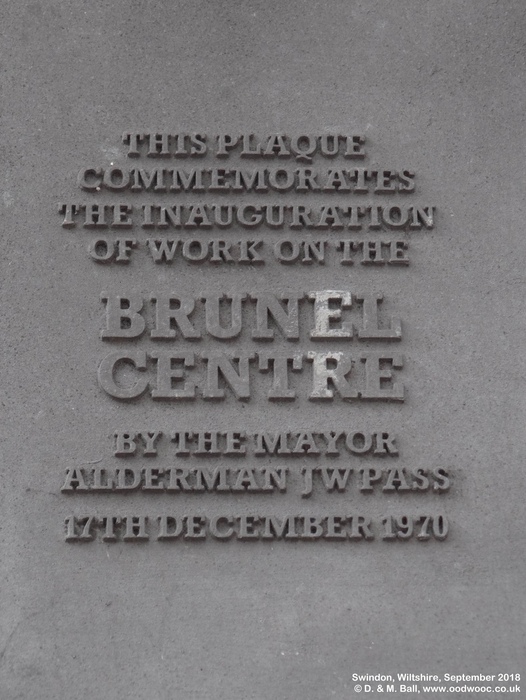 THIS PLAQUE
COMMEMORATES
THE INAUGURATION
OF WORK ON THE
BRUNEL
CENTRE
BY THE MAYOR
ALDERMAN JW PASS
17TH DECEMBER 1970
Swindon, Wiltshire, September 2018
© D. & M. Ball, www.oodwooc.co.uk